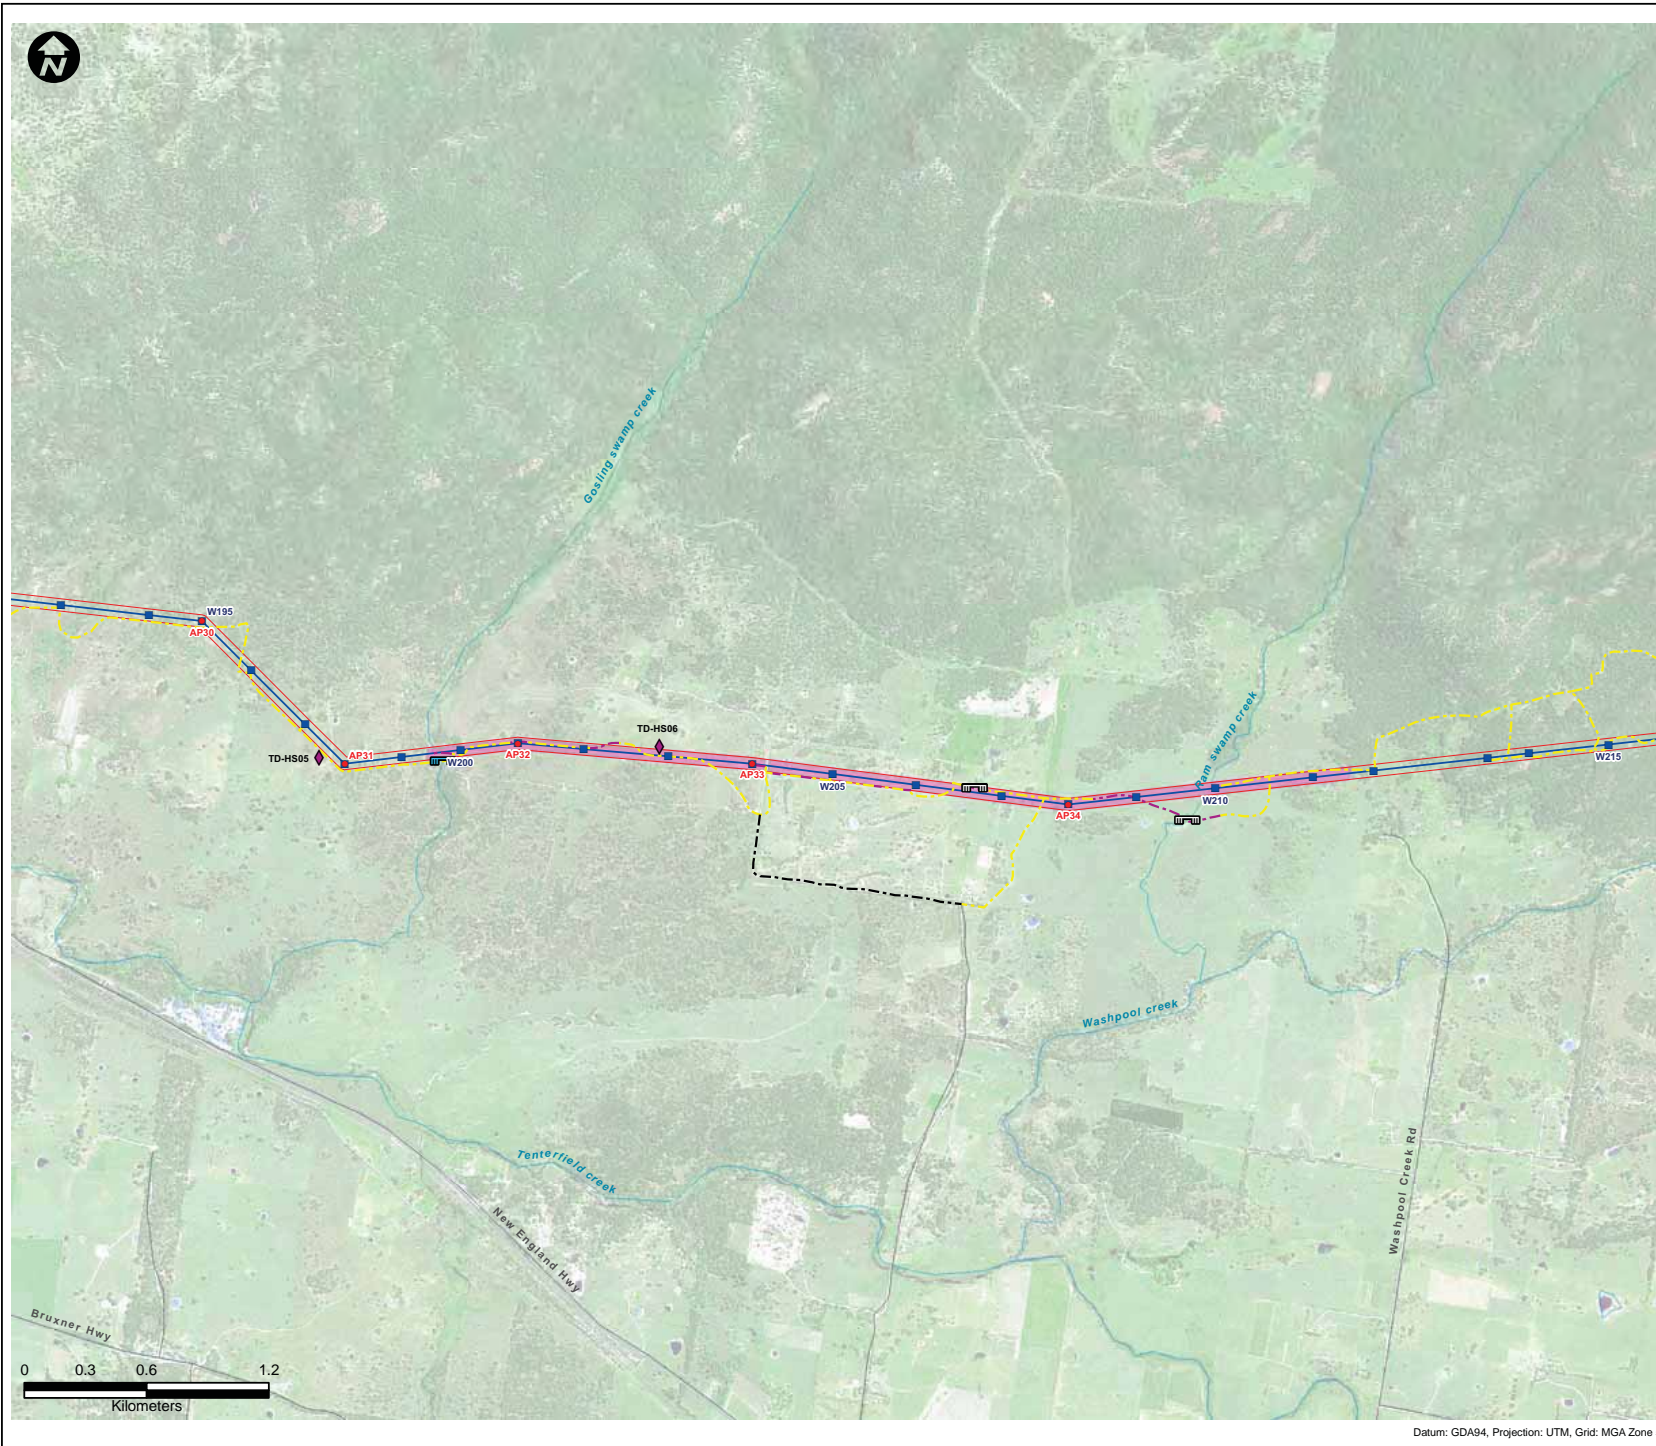 N
Gosling swamp creek
W195
AP30
Ram swamp creek
TD-HS06
TD-HS05
AP31
W200
AP32
AP33
W205
AP34
W210
W215
Washpool creek
Tenterfield creek
New England Hwy
Washpool Creek Rd
Bruxner Hwy
0 0.3 0.6 1.2
Kilometers
Datum: GDA94, Projection: UTM, Grid: MGA Zone